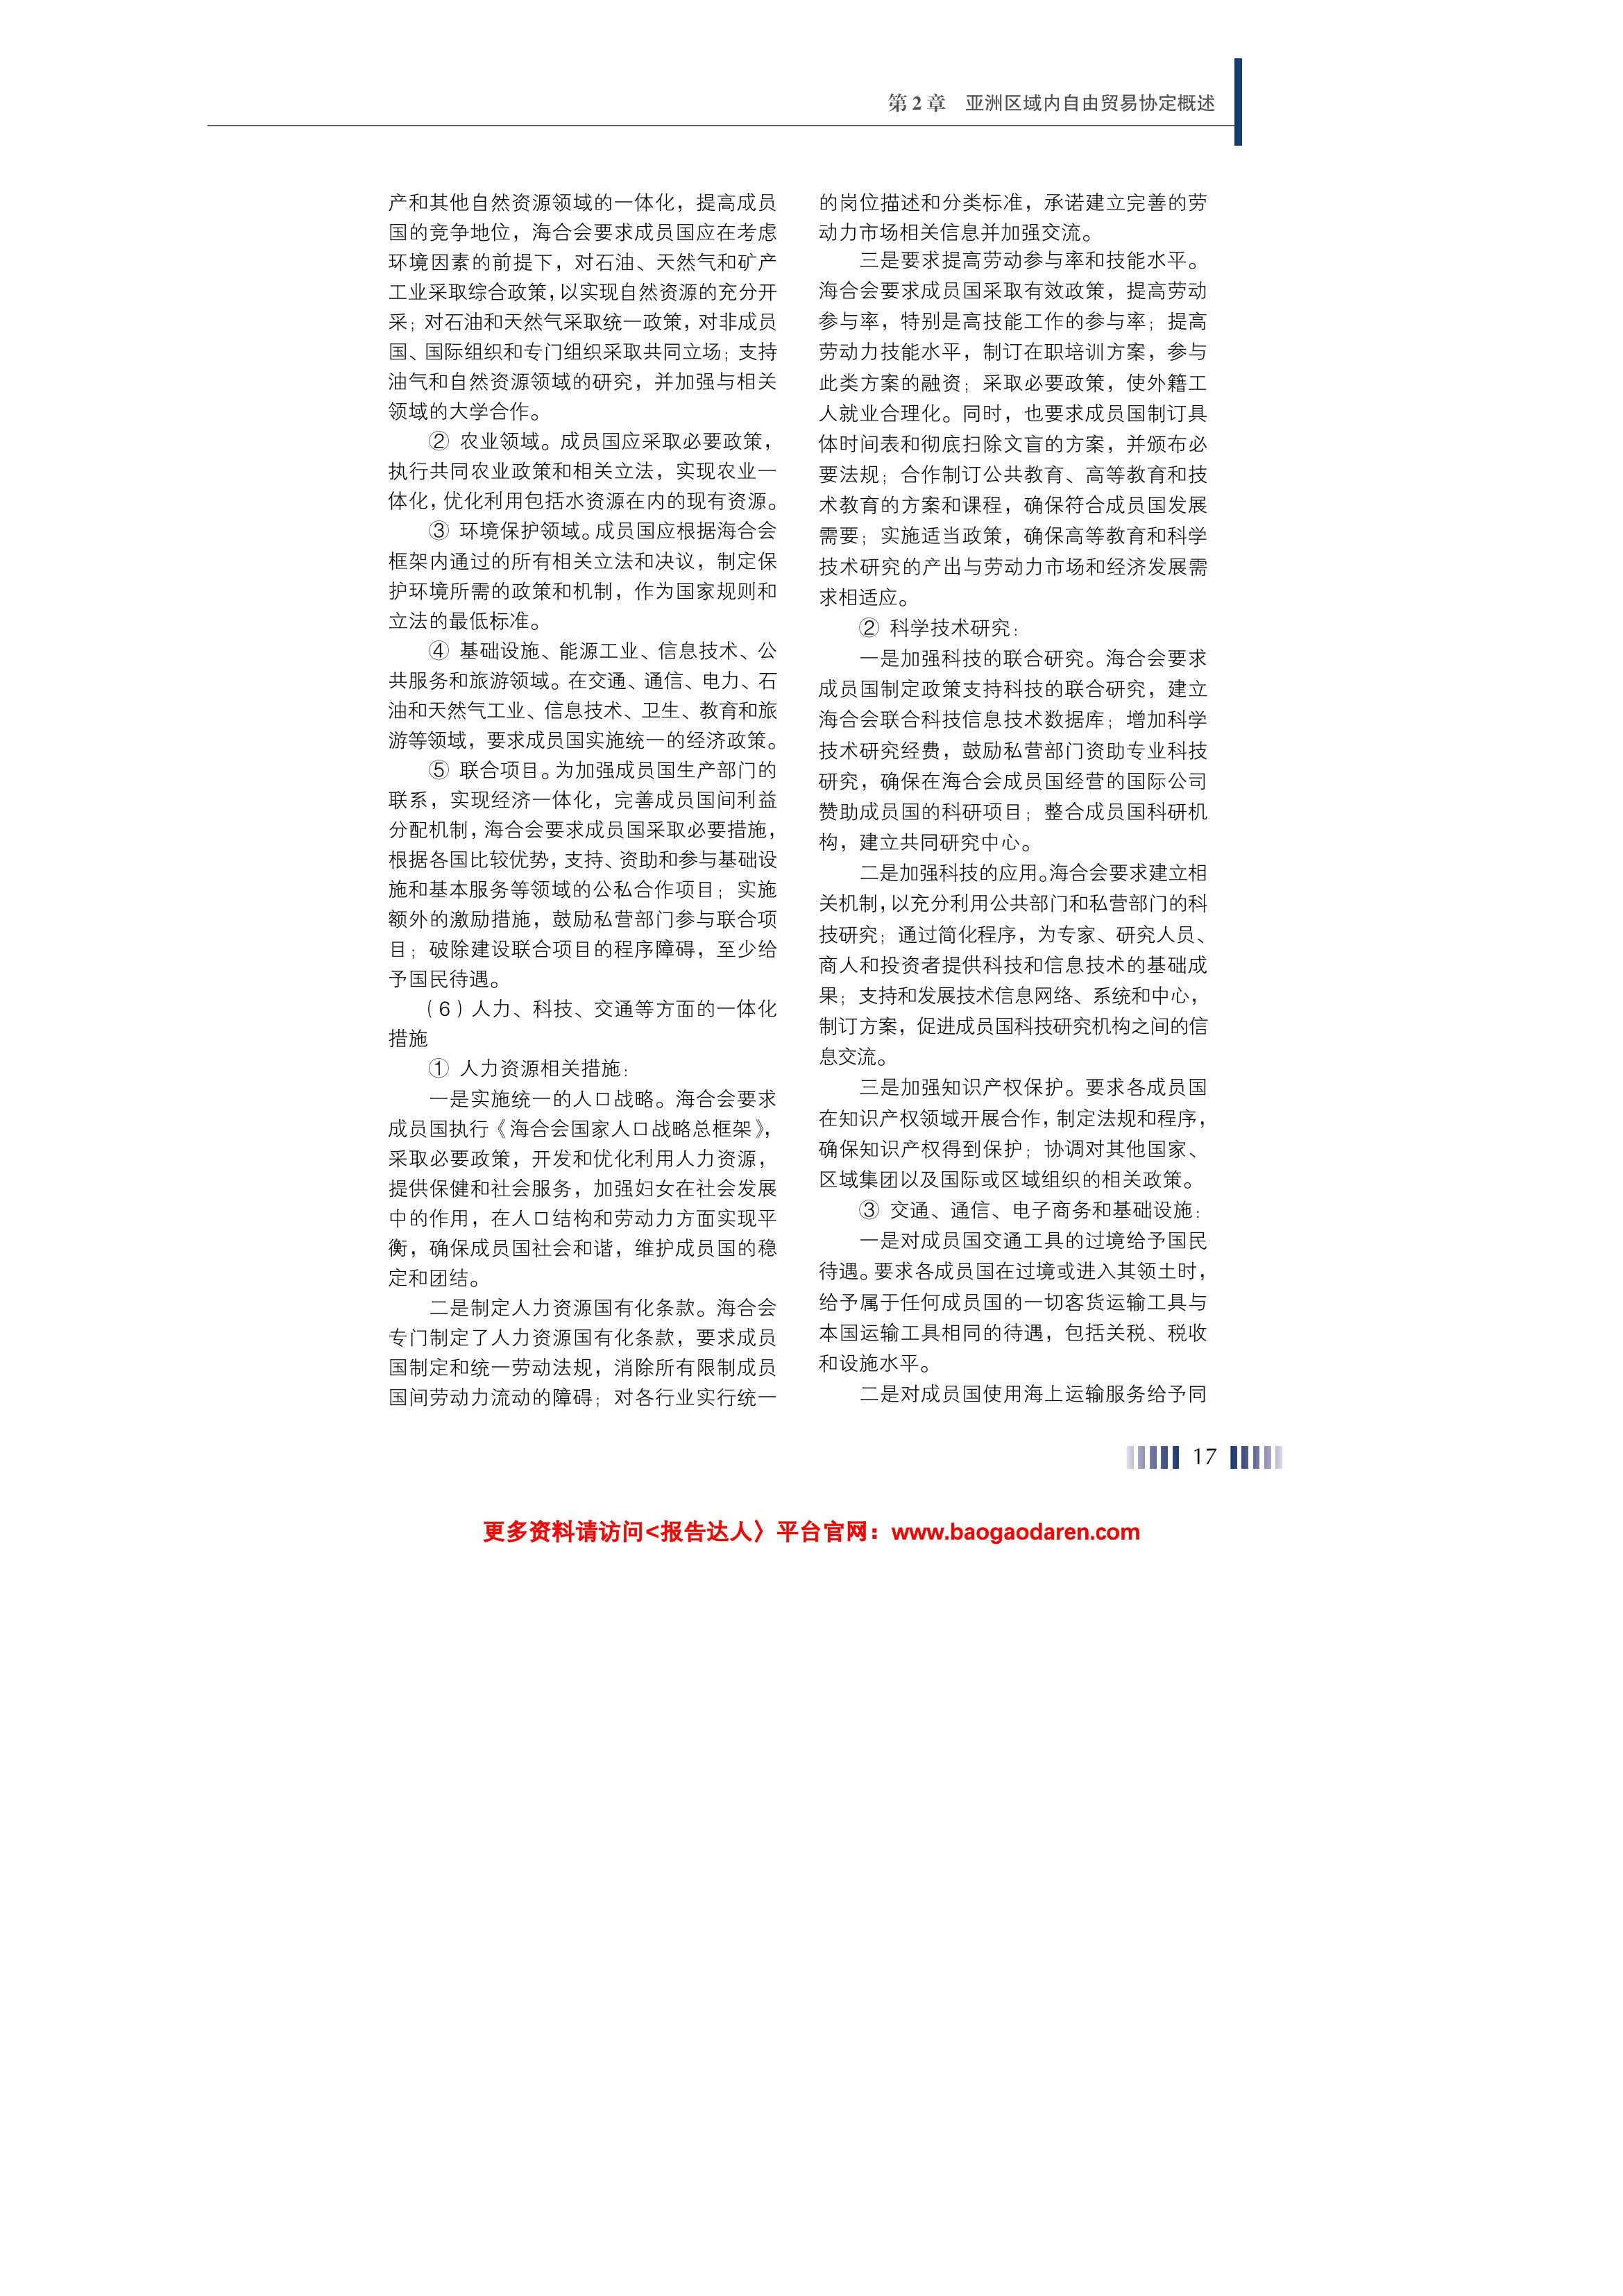 第 2 章　亚洲区域内自由贸易协定概述
产和其他自然资源领域的一体化，提高成员
国的竞争地位，海合会要求成员国应在考虑
环境因素的前提下，对石油、天然气和矿产
工业采取综合政策，以实现自然资源的充分开
采；对石油和天然气采取统一政策，对非成员
国、国际组织和专门组织采取共同立场；支持
油气和自然资源领域的研究，并加强与相关
领域的大学合作。
② 农业领域。成员国应采取必要政策，
执行共同农业政策和相关立法，实现农业一
体化，优化利用包括水资源在内的现有资源。
③ 环境保护领域。成员国应根据海合会
框架内通过的所有相关立法和决议，制定保
护环境所需的政策和机制，作为国家规则和
立法的最低标准。
④ 基础设施、能源工业、信息技术、公
共服务和旅游领域。在交通、通信、电力、石
油和天然气工业、信息技术、卫生、教育和旅
游等领域，要求成员国实施统一的经济政策。
⑤ 联合项目。为加强成员国生产部门的
联系，实现经济一体化，完善成员国间利益
分配机制，海合会要求成员国采取必要措施，
根据各国比较优势，支持、资助和参与基础设
施和基本服务等领域的公私合作项目；实施
额外的激励措施，鼓励私营部门参与联合项
目；破除建设联合项目的程序障碍，至少给
予国民待遇。
（6）人力、科技、交通等方面的一体化
措施
① 人力资源相关措施：
一是实施统一的人口战略。海合会要求
成员国执行《海合会国家人口战略总框架》，
采取必要政策，开发和优化利用人力资源，
提供保健和社会服务，加强妇女在社会发展
中的作用，在人口结构和劳动力方面实现平
衡，确保成员国社会和谐，维护成员国的稳
定和团结。
二是制定人力资源国有化条款。海合会
专门制定了人力资源国有化条款，要求成员
国制定和统一劳动法规，消除所有限制成员
国间劳动力流动的障碍；对各行业实行统一
的岗位描述和分类标准，承诺建立完善的劳
动力市场相关信息并加强交流。
三是要求提高劳动参与率和技能水平。
海合会要求成员国采取有效政策，提高劳动
参与率，特别是高技能工作的参与率；提高
劳动力技能水平，制订在职培训方案，参与
此类方案的融资；采取必要政策，使外籍工
人就业合理化。同时，也要求成员国制订具
体时间表和彻底扫除文盲的方案，并颁布必
要法规；合作制订公共教育、高等教育和技
术教育的方案和课程，确保符合成员国发展
需要；实施适当政策，确保高等教育和科学
技术研究的产出与劳动力市场和经济发展需
求相适应。
② 科学技术研究：
一是加强科技的联合研究。海合会要求
成员国制定政策支持科技的联合研究，建立
海合会联合科技信息技术数据库；增加科学
技术研究经费，鼓励私营部门资助专业科技
研究，确保在海合会成员国经营的国际公司
赞助成员国的科研项目；整合成员国科研机
构，建立共同研究中心。
二是加强科技的应用。海合会要求建立相
关机制，以充分利用公共部门和私营部门的科
技研究；通过简化程序，为专家、研究人员、
商人和投资者提供科技和信息技术的基础成
果；支持和发展技术信息网络、系统和中心，
制订方案，促进成员国科技研究机构之间的信
息交流。
三是加强知识产权保护。要求各成员国
在知识产权领域开展合作，制定法规和程序，
确保知识产权得到保护；协调对其他国家、
区域集团以及国际或区域组织的相关政策。
③ 交通、通信、电子商务和基础设施：
一是对成员国交通工具的过境给予国民
待遇。要求各成员国在过境或进入其领土时，
给予属于任何成员国的一切客货运输工具与
本国运输工具相同的待遇，包括关税、税收
和设施水平。
二是对成员国使用海上运输服务给予同
17
更多资料请访问<报告达人〉平台官网：www.baogaodaren.com